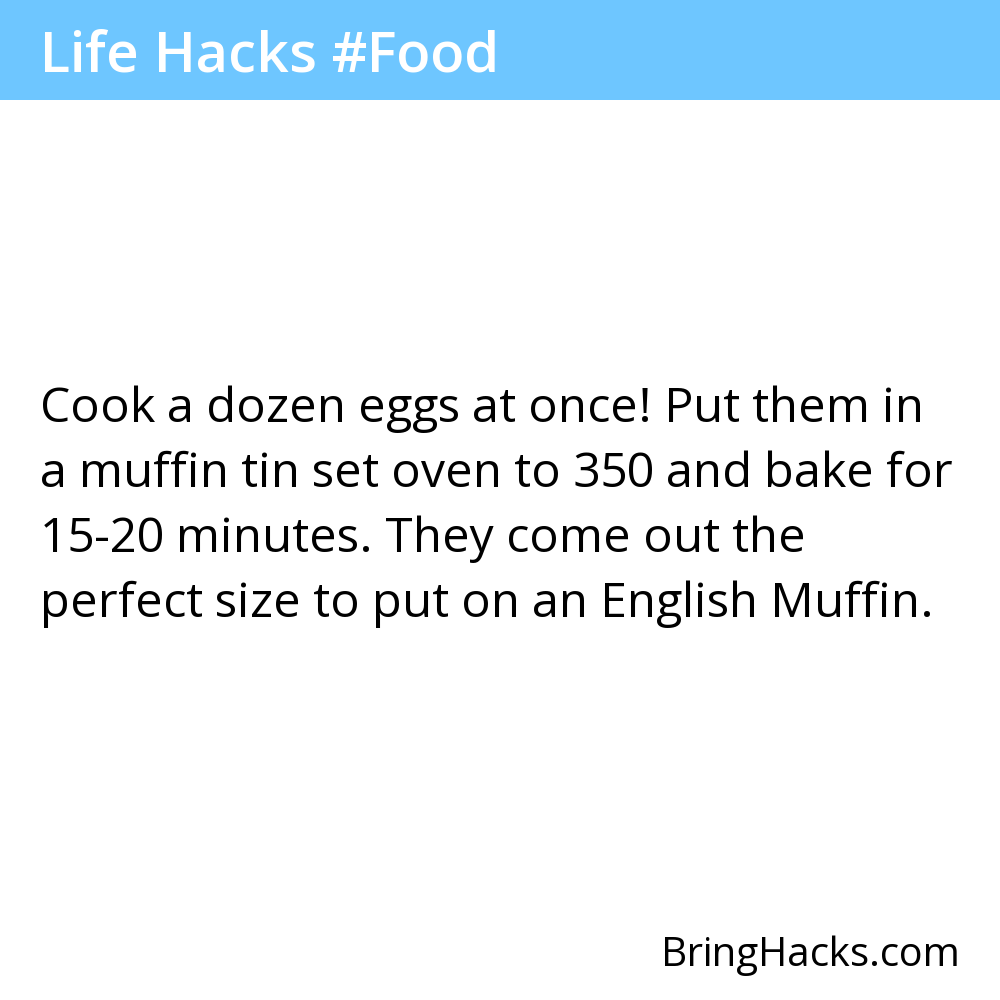 Life Hacks #Food
Cook a dozen eggs at once! Put them in
a muffin tin set oven to 350 and bake for
15-20 minutes. They come out the
perfect size to put on an English Muffin.
BringHacks.com